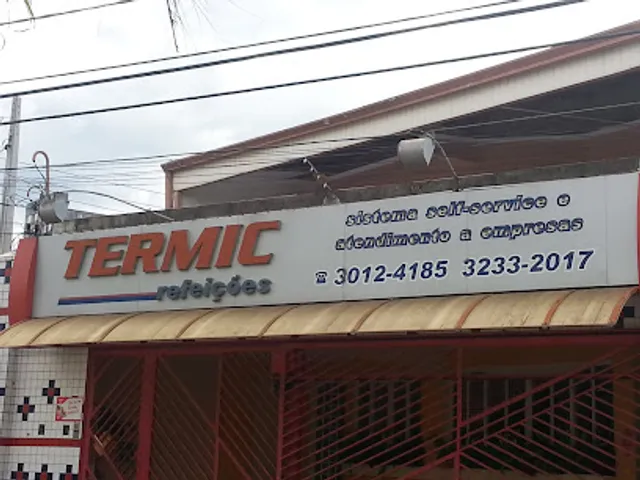 TERMIC
refeições
sistema self-service e
atendimento a empresas
☎ 3012-4185 3233-2017